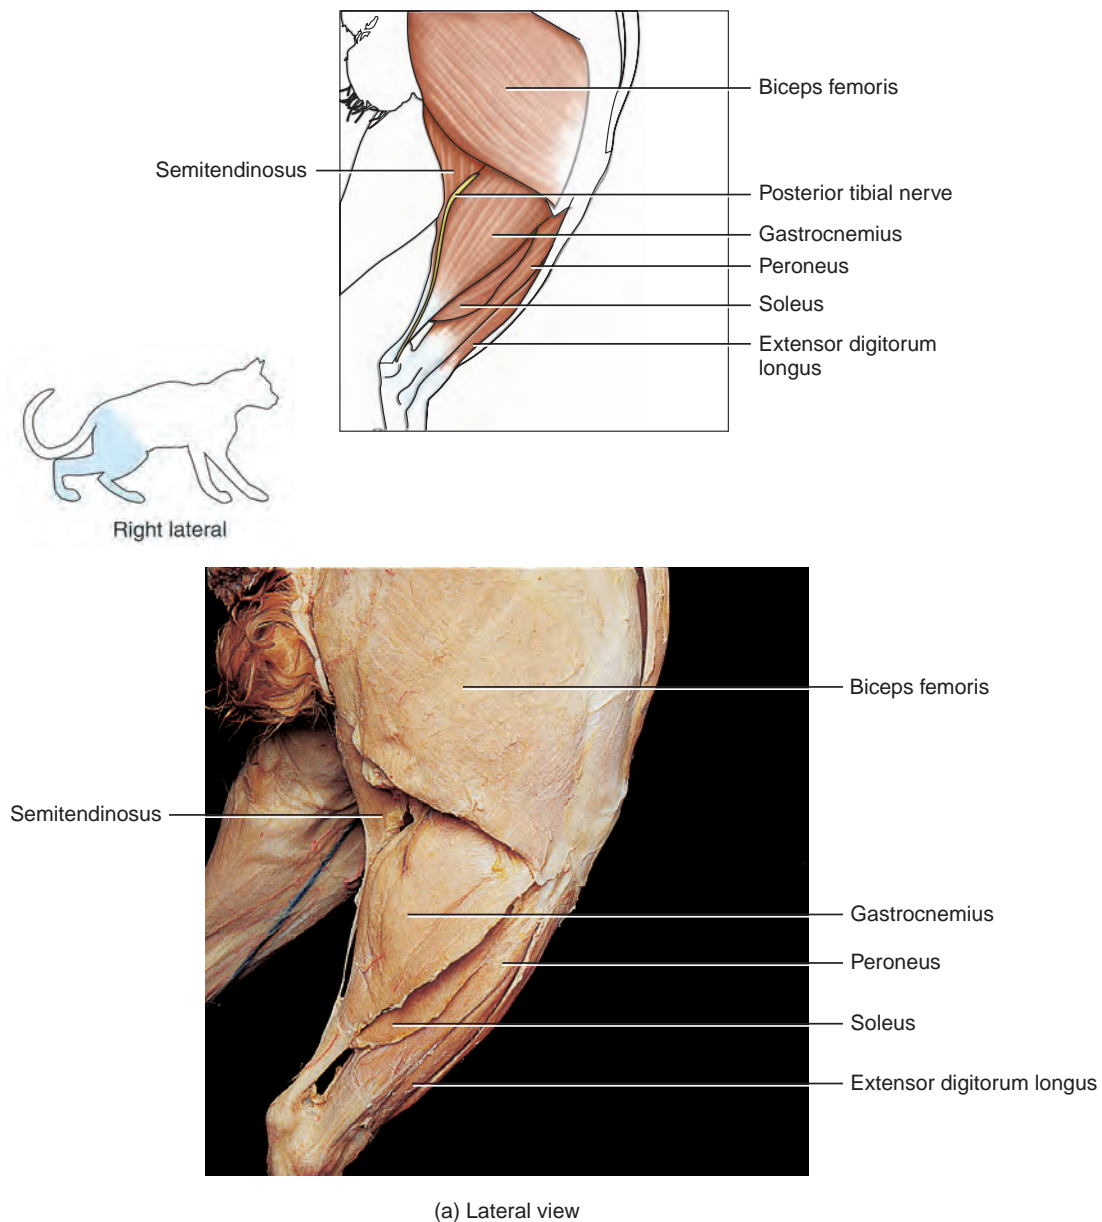 Biceps femoris
Semitendinosus
Posterior tibial nerve
Gastrocnemius
Peroneus
Soleus
Extensor digitorum
longus
Right lateral
Biceps femoris
Semitendinosus
Gastrocnemius
Peroneus
Soleus
Extensor digitorum longus
(a) Lateral view